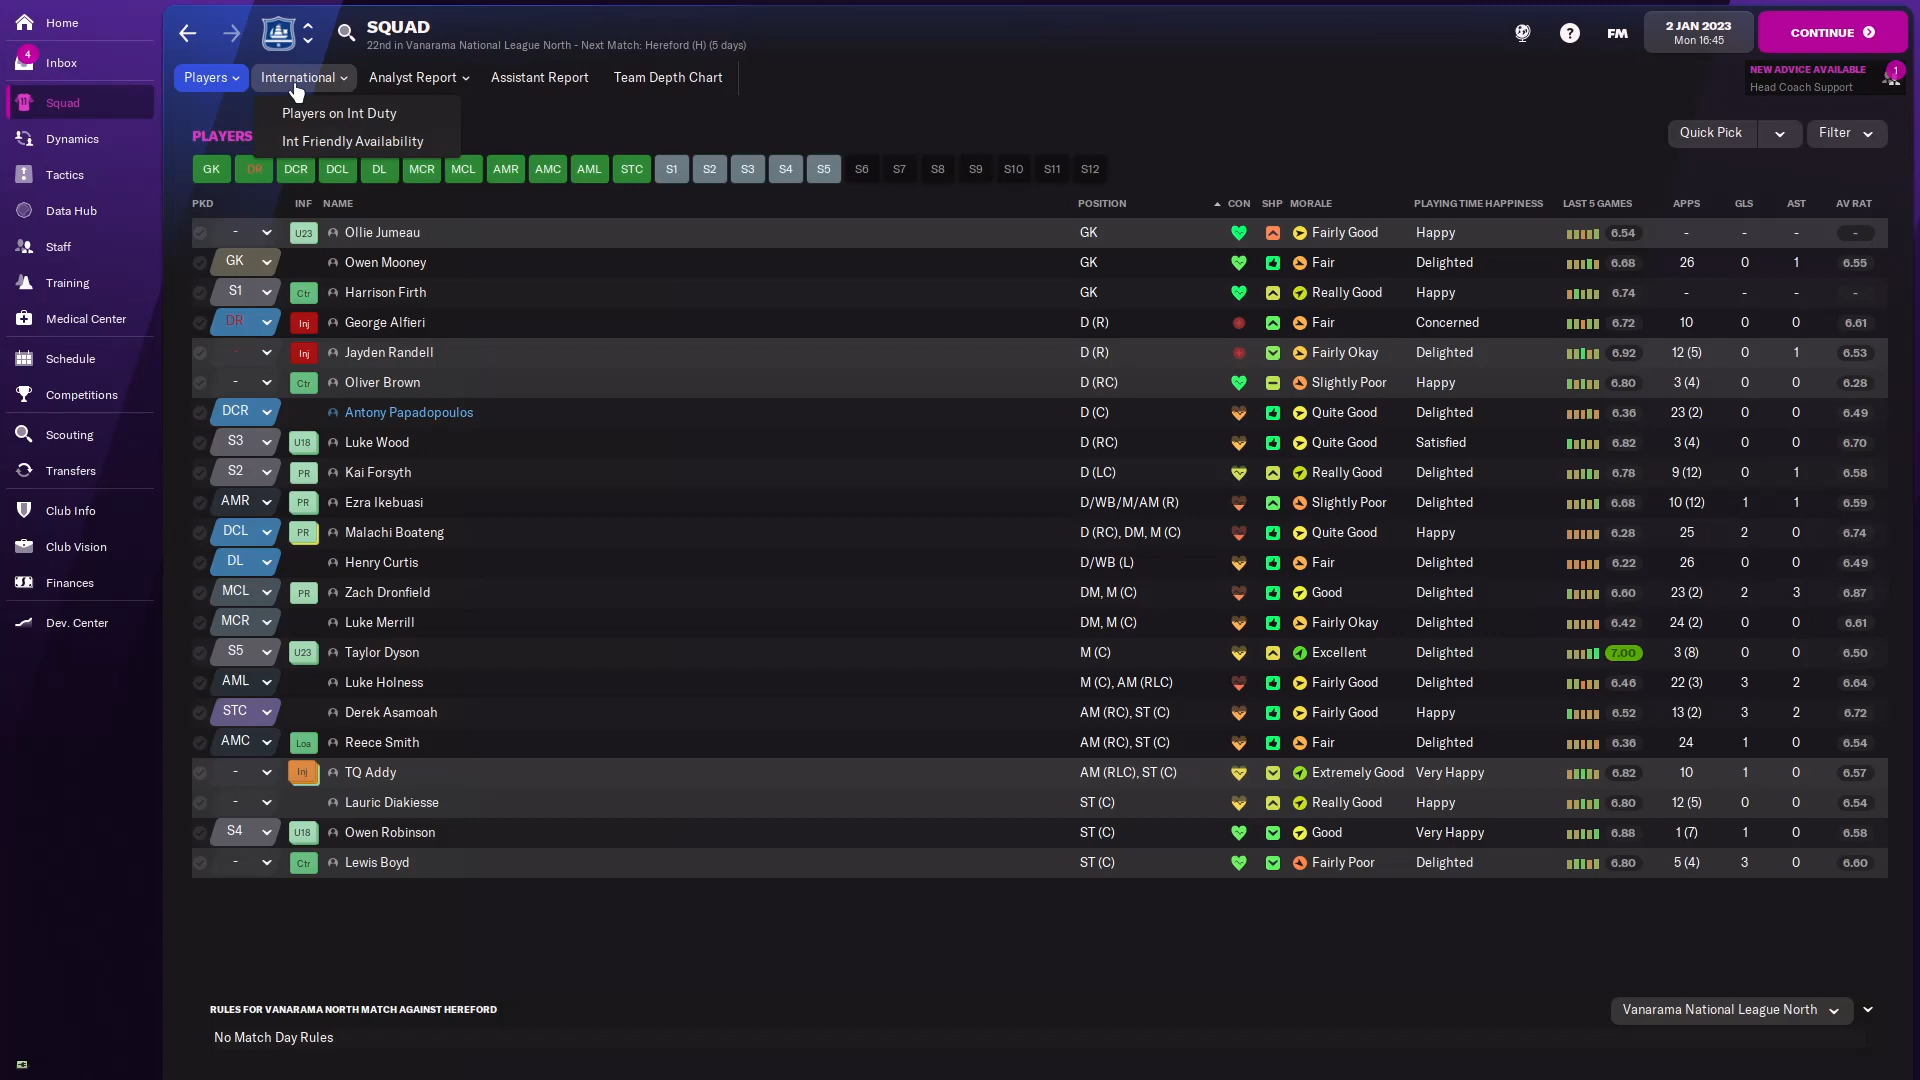 Home
4
Inbox
Squad
Dynamics
Tactics
Data Hub
Staff
Training
Medical Center
Schedule
Competitions
Scouting
Transfers
Club Info
Club Vision
Finances
Dev. Center
SQUAD
22nd in Vanarama National League North - Next Match: Hereford (H) (5 days)
? FM
2 JAN 2023
Mon 16:45
CONTINUE
Players International Analyst Report Assistant Report Team Depth Chart
NEW ADVICE AVAILABLE 1
Head Coach Support
Players on Int Duty
Int Friendly Availability
PLAYERS
Quick Pick Filter
GK DR DCR DCL DL MCR MCL AMR AMC AML STC S1 S2 S3 S4 S5 S6 S7 S8 S9 S10 S11 S12
PKD INF NAME POSITION CON SHP MORALE PLAYING TIME HAPPINESS LAST 5 GAMES APPS GLS AST AV RAT
- U23 Ollie Jumeau GK Fairly Good Happy 6.54 - - - -
GK Owen Mooney GK Fair Delighted 6.68 26 0 1 6.55
S1 Ctr Harrison Firth GK Really Good Happy 6.74 - - - -
DR Inj George Alfieri D (R) Fair Concerned 6.72 10 0 0 6.61
- Inj Jayden Randell D (R) Fairly Okay Delighted 6.92 12 (5) 0 1 6.53
- Ctr Oliver Brown D (RC) Slightly Poor Happy 6.80 3 (4) 0 0 6.28
DCR Antony Papadopoulos D (C) Quite Good Delighted 6.36 23 (2) 0 0 6.49
S3 U18 Luke Wood D (RC) Quite Good Satisfied 6.82 3 (4) 0 0 6.70
S2 PR Kai Forsyth D (LC) Really Good Delighted 6.78 9 (12) 0 1 6.58
AMR PR Ezra Ikebuasi D/WB/M/AM (R) Slightly Poor Delighted 6.68 10 (12) 1 1 6.59
DCL PR Malachi Boateng D (RC), DM, M (C) Quite Good Happy 6.28 25 2 0 6.74
DL Henry Curtis D/WB (L) Fair Delighted 6.22 26 0 0 6.49
MCL PR Zach Dronfield DM, M (C) Good Delighted 6.60 23 (2) 2 3 6.87
MCR Luke Merrill DM, M (C) Fairly Okay Delighted 6.42 24 (2) 0 0 6.61
S5 U23 Taylor Dyson M (C) Excellent Delighted 7.00 3 (8) 0 0 6.50
AML Luke Holness M (C), AM (RLC) Fairly Good Delighted 6.46 22 (3) 3 2 6.64
STC Derek Asamoah AM (RC), ST (C) Fairly Good Happy 6.52 13 (2) 3 2 6.72
AMC Loa Reece Smith AM (RC), ST (C) Fair Delighted 6.36 24 1 0 6.54
- Inj TQ Addy AM (RLC), ST (C) Extremely Good Very Happy 6.82 10 1 0 6.57
- Lauric Diakiesse ST (C) Really Good Happy 6.80 12 (5) 0 0 6.54
S4 U18 Owen Robinson ST (C) Good Very Happy 6.88 1 (7) 1 0 6.58
- Ctr Lewis Boyd ST (C) Fairly Poor Delighted 6.80 5 (4) 3 0 6.60
RULES FOR VANARAMA NORTH MATCH AGAINST HEREFORD
Vanarama National League North
No Match Day Rules